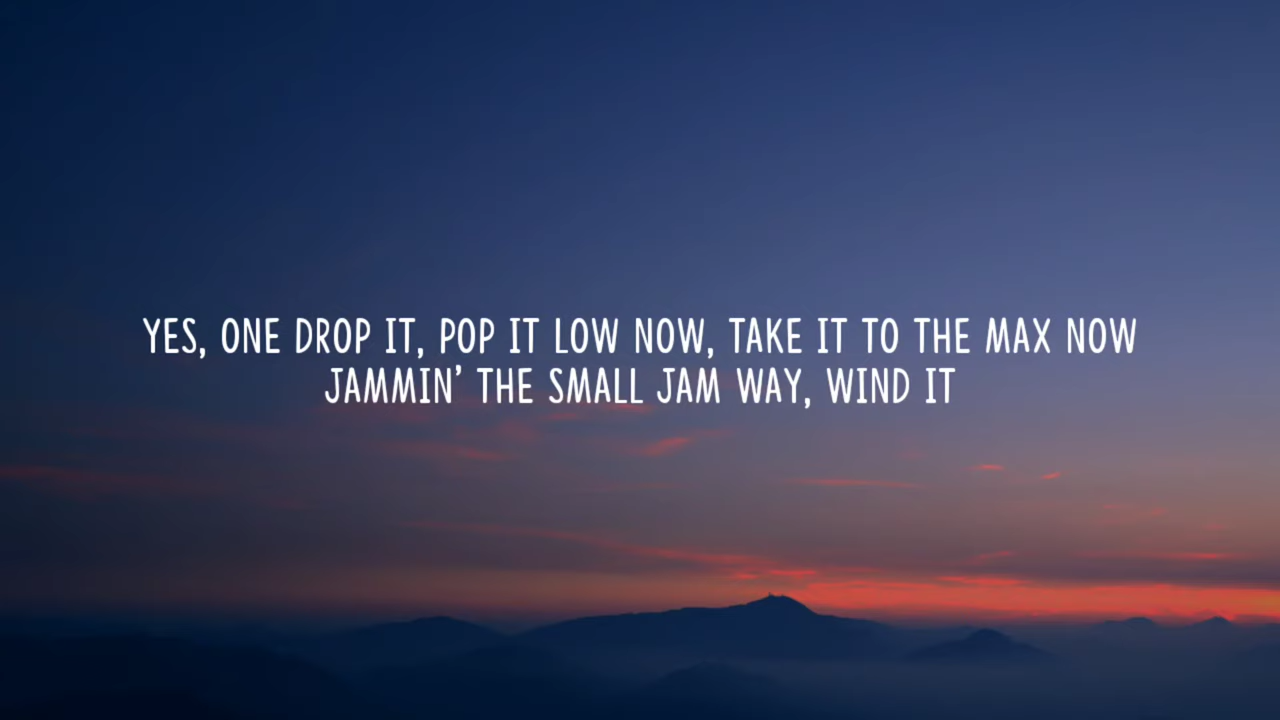 YES, ONE DROP IT, POP IT LOW NOW, TAKE IT TO THE MAX NOW
JAMMIN’ THE SMALL JAM WAY, WIND IT